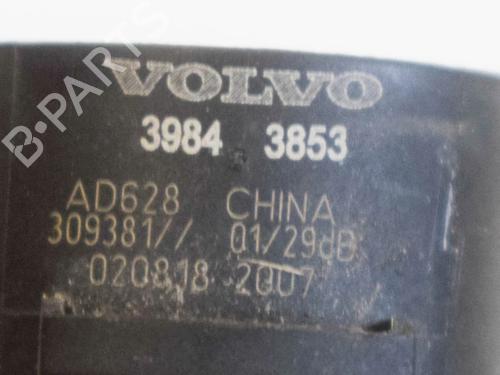 B-PARTS
VOLVO
3984 3853
AD628 CHINA
309381// 01/29dB
020818 2007